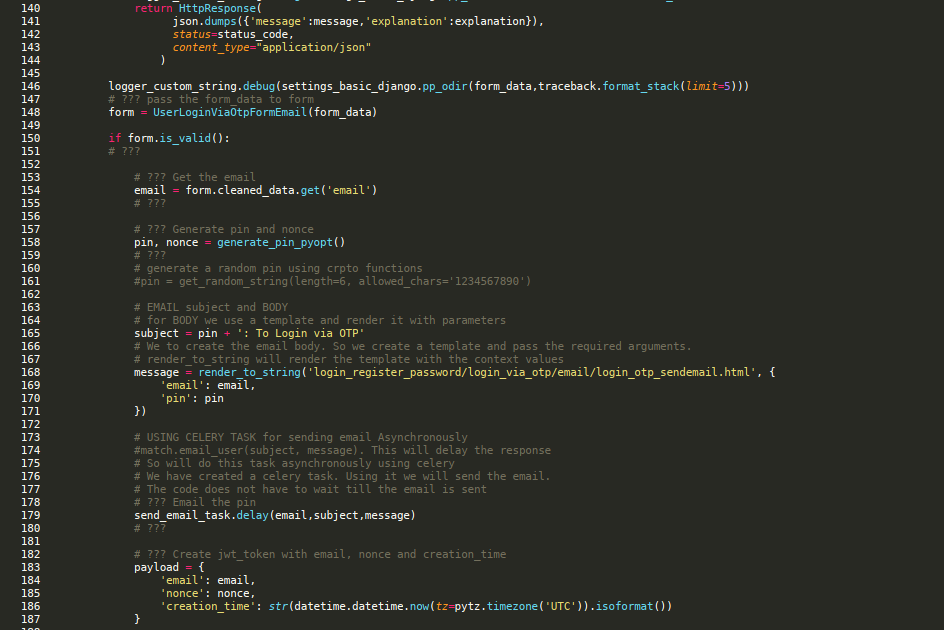 140 return HttpResponse(
141 json.dumps({'message':message,'explanation':explanation}),
142 status=status_code,
143 content_type="application/json"
144 )
145
146 logger_custom_string.debug(settings_basic_django.pp_odir(form_data,traceback.format_stack(limit=5)))
147 # ??? pass the form_data to form
148 form = UserLoginViaOtpFormEmail(form_data)
149
150 if form.is_valid():
151 # ???
152
153 # ??? Get the email
154 email = form.cleaned_data.get('email')
155 # ???
156
157 # ??? Generate pin and nonce
158 pin, nonce = generate_pin_pyopt()
159 # ???
160 # generate a random pin using crpto functions
161 #pin = get_random_string(length=6, allowed_chars='1234567890')
162
163 # EMAIL subject and BODY
164 # for BODY we use a template and render it with parameters
165 subject = pin + ': To Login via OTP'
166 # We to create the email body. So we create a template and pass the required arguments.
167 # render_to_string will render the template with the context values
168 message = render_to_string('login_register_password/login_via_otp/email/login_otp_sendemail.html', {
169 'email': email,
170 'pin': pin
171 })
172
173 # USING CELERY TASK for sending email Asynchronously
174 #match.email_user(subject, message). This will delay the response
175 # So will do this task asynchronously using celery
176 # We have created a celery task. Using it we will send the email.
177 # The code does not have to wait till the email is sent
178 # ??? Email the pin
179 send_email_task.delay(email,subject,message)
180 # ???
181
182 # ??? Create jwt_token with email, nonce and creation_time
183 payload = {
184 'email': email,
185 'nonce': nonce,
186 'creation_time': str(datetime.datetime.now(tz=pytz.timezone('UTC')).isoformat())
187 }